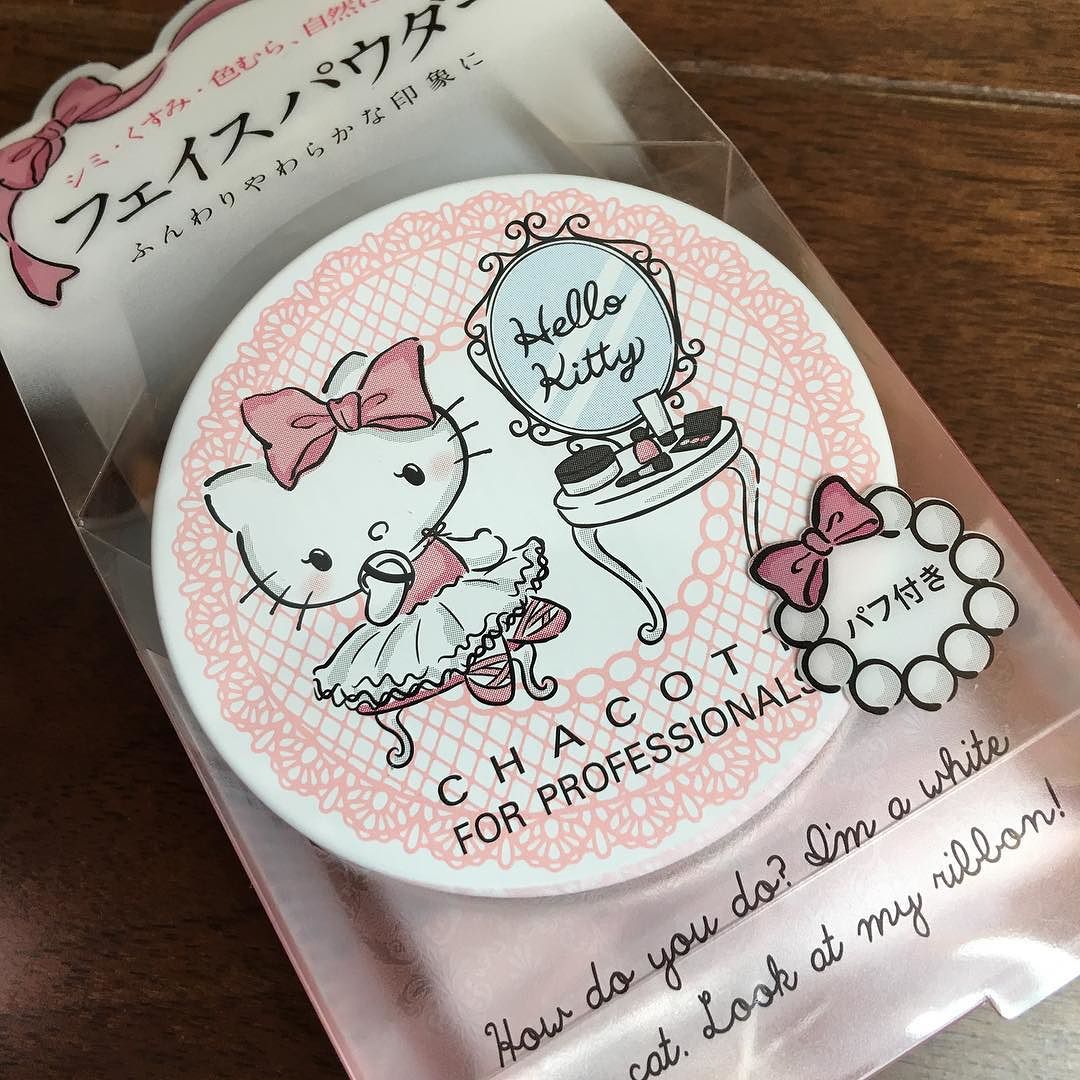 シミ・くすみ・色むら、自然に
フェイスパウダー
ふんわりやわらかな印象に
Hello
Kitty
パフ付き
CHACOT
FOR PROFESSIONALS
How do you do? I'm a white
cat. Look at my ribbon!